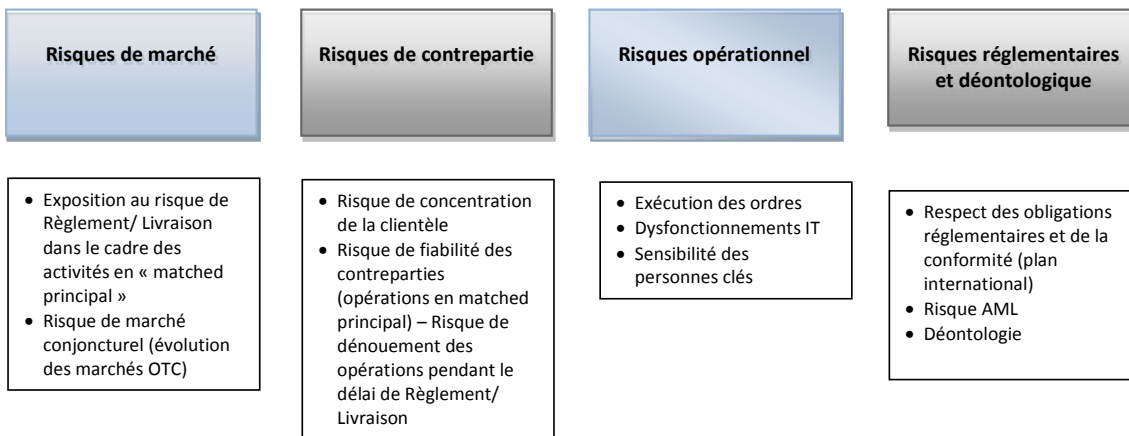 Risques de marché
Risques de contrepartie
Risques opérationnel
Risques réglementaires
et déontologique
• Exposition au risque de
Règlement/ Livraison
dans le cadre des
activités en « matched
principal »
• Risque de marché
conjoncturel (évolution
des marchés OTC)
• Risque de concentration
de la clientèle
• Risque de fiabilité des
contreparties
(opérations en matched
principal) – Risque de
dénouement des
opérations pendant le
délai de Règlement/
Livraison
• Exécution des ordres
• Dysfonctionnements IT
• Sensibilité des
personnes clés
• Respect des obligations
réglementaires et de la
conformité (plan
international)
• Risque AML
• Déontologie